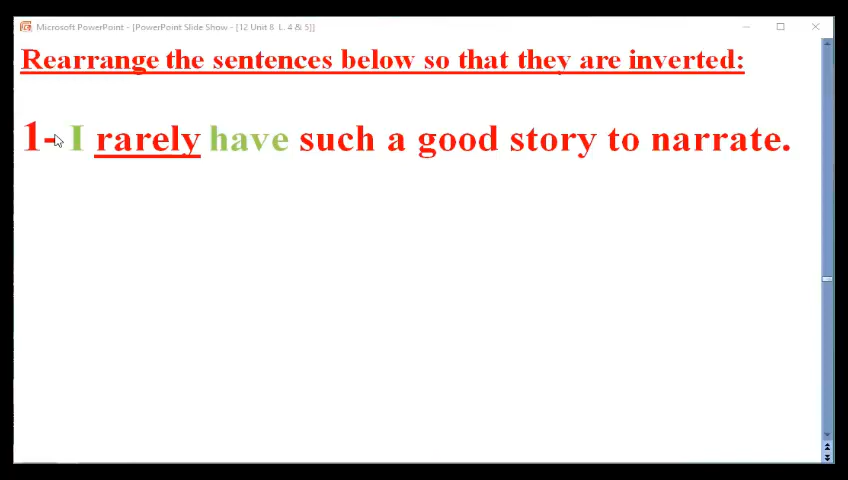 Microsoft PowerPoint - [PowerPoint Slide Show - [12 Unit 8. L. 4 & 5]]
Rearrange the sentences below so that they are inverted:
1- I rarely have such a good story to narrate.